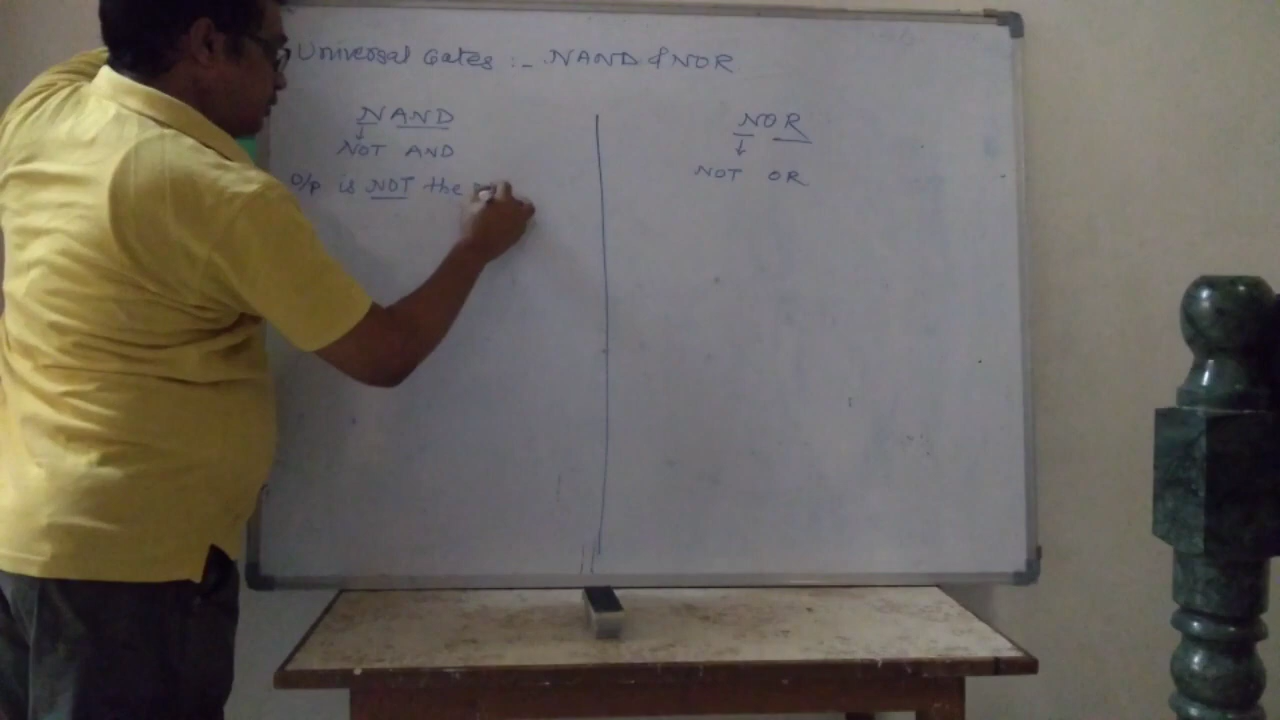 Universal Gates :- NAND & NOR
NAND
NOT AND
O/p is NOT the
NOR
NOT OR